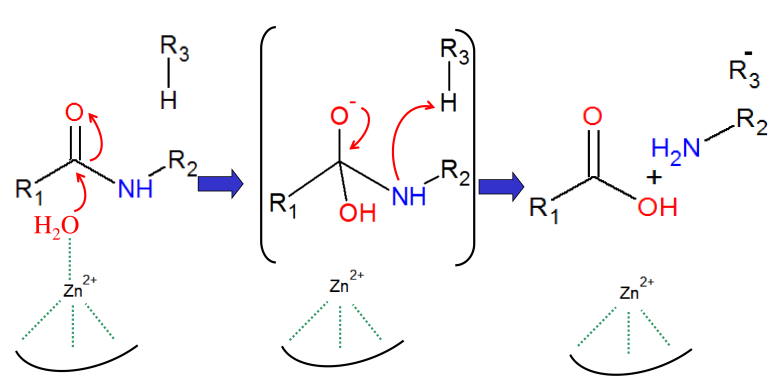 R3
H
O
R1
NH
R2
H2O
Zn2+
R3
H
O-
R1
OH
NH
R2
Zn2+
R3-
O
R1
OH
+
H2N
R2
Zn2+